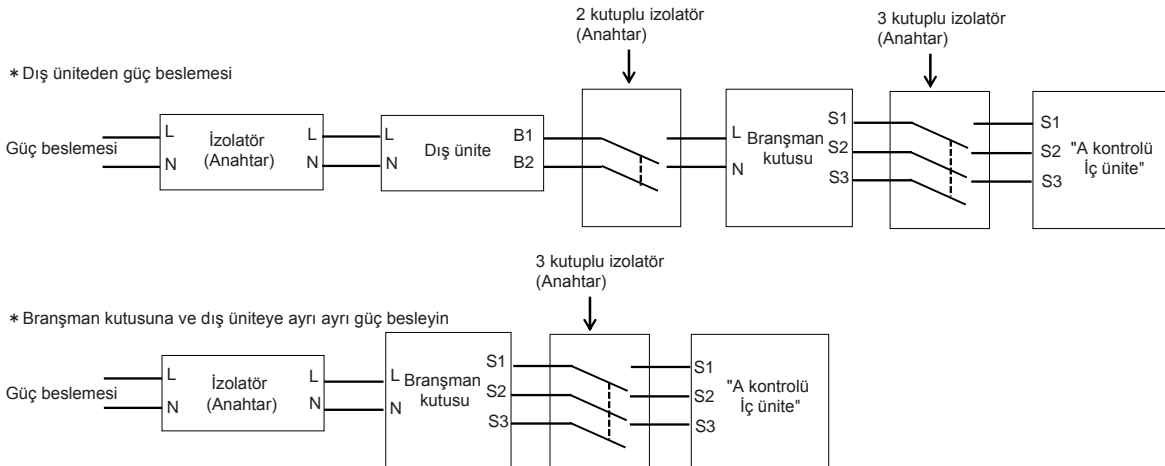 2 kutuplu izolatör
(Anahtar)
3 kutuplu izolatör
(Anahtar)
* Dış üniteden güç beslemesi
Güç beslemesi
L
N
İzolatör
(Anahtar)
L
N
L
N
Dış ünite
B1
B2
L
N
Branşman
kutusu
S1
S2
S3
S1
S2
S3
"A kontrolü
İç ünite"
3 kutuplu izolatör
(Anahtar)
* Branşman kutusuna ve dış üniteye ayrı ayrı güç besleyin
Güç beslemesi
L
N
İzolatör
(Anahtar)
L
N
L
N
Branşman
kutusu
S1
S2
S3
S1
S2
S3
"A kontrolü
İç ünite"